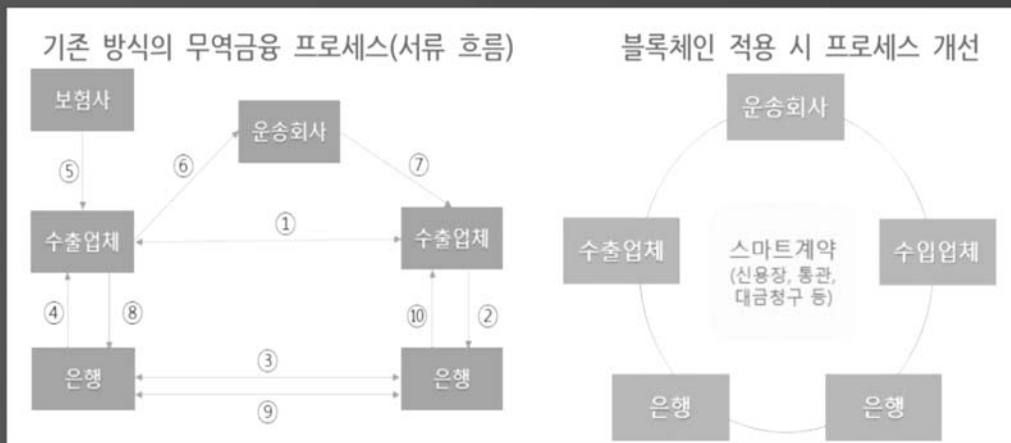 기존 방식의 무역금융 프로세스(서류 흐름)
보험사
운송회사
⑤
⑥
⑦
수출업체
①
수출업체
④
⑧
⑩
②
은행
③
⑨
은행
블록체인 적용 시 프로세스 개선
운송회사
수출업체
스마트계약
(신용장, 통관,
대금청구 등)
수입업체
은행
은행